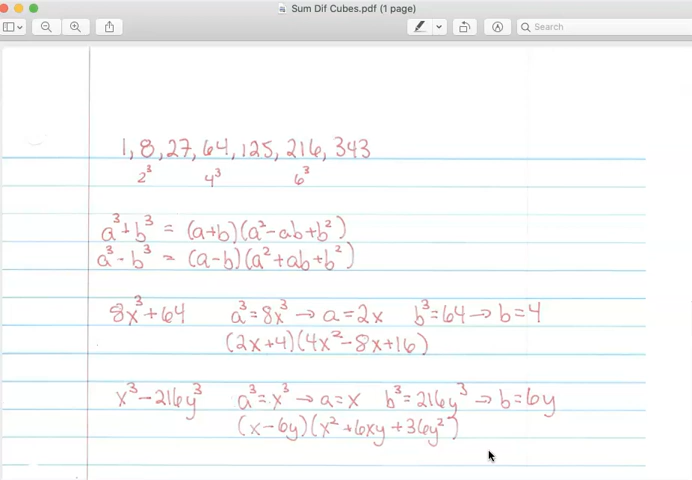 Sum Dif Cubes.pdf (1 page)
Search
1, 8, 27, 64, 125, 216, 343
2³ 4³ 6³
a³+b³ = (a+b)(a²-ab+b²)
a³-b³ = (a-b)(a²+ab+b²)
8x³+64 a³=8x³→a=2x b³=64→b=4
(2x+4)(4x²-8x+16)
x³-216y³ a³=x³→a=x b³=216y³→b=6y
(x-6y)(x²+6xy+36y²)